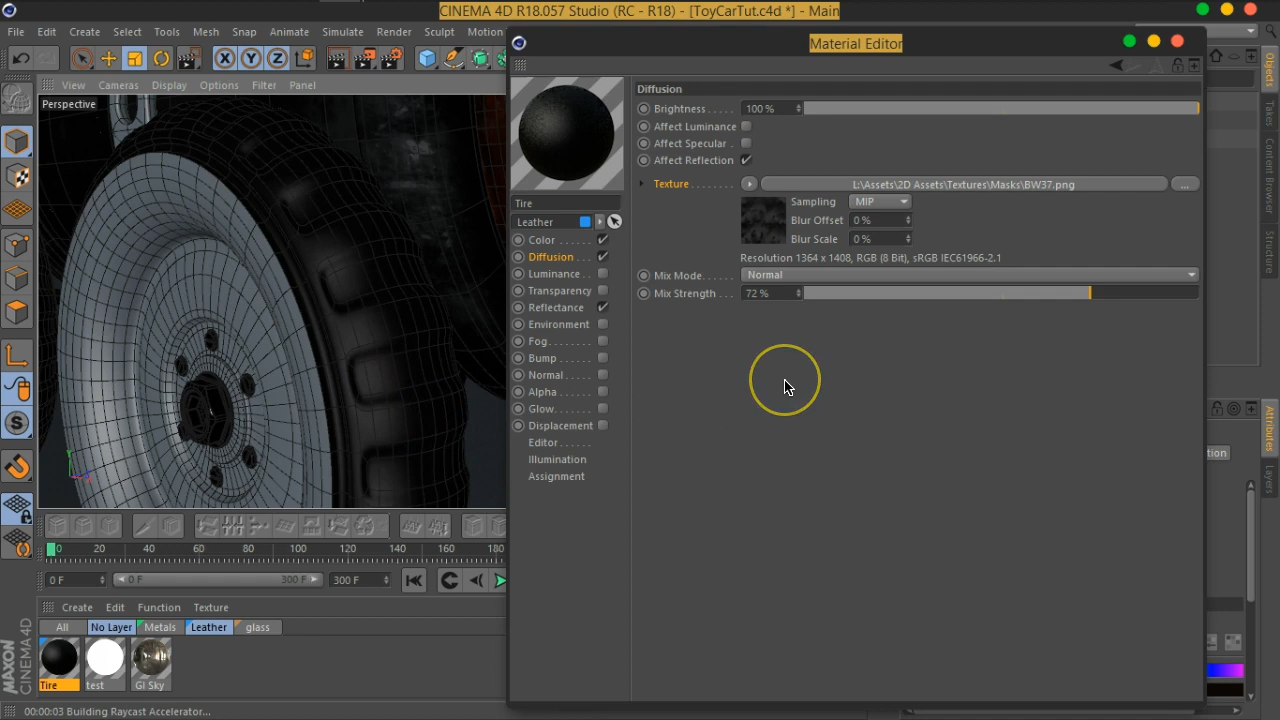 CINEMA 4D R18.057 Studio (RC - R18) - [ToyCarTut.c4d *] - Main
File Edit Create Select Tools Mesh Snap Animate Simulate Render Sculpt Motion
Material Editor
View Cameras Display Options Filter Panel
Perspective
Diffusion
Brightness..... 100 %
Affect Luminance
Affect Specular .
Affect Reflection
Texture........ L:\Assets\2D Assets\Textures\Masks\BW37.png ...
Sampling MIP
Blur Offset 0 %
Blur Scale 0 %
Resolution 1364 x 1408, RGB (8 Bit), sRGB IEC61966-2.1
Mix Mode...... Normal
Mix Strength... 72 %
Tire
Leather
Color ......
Diffusion ...
Luminance..
Transparency
Reflectance
Environment
Fog........
Bump .....
Normal....
Alpha .....
Glow......
Displacement
Editor ......
Illumination
Assignment
Objects
Takes
Content Browser
Structure
Attributes
Layers
tion
0 20 40 60 80 100 120 140 160 180
0 F 0 F 300 F 300 F
Create Edit Function Texture
All No Layer Metals Leather glass
Tire test GI Sky
MAXON CINEMA 4D
00:00:03 Building Raycast Accelerator...